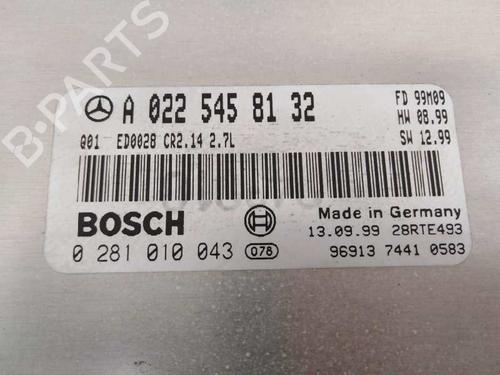 B-PARTS
A 022 545 81 32
FD 99M09
HW 08.99
Q01 ED0028 CR2.14 2.7L
SW 12.99
BOSCH
Made in Germany
0 281 010 043 078
13.09.99 28RTE493
96913 7441 0583